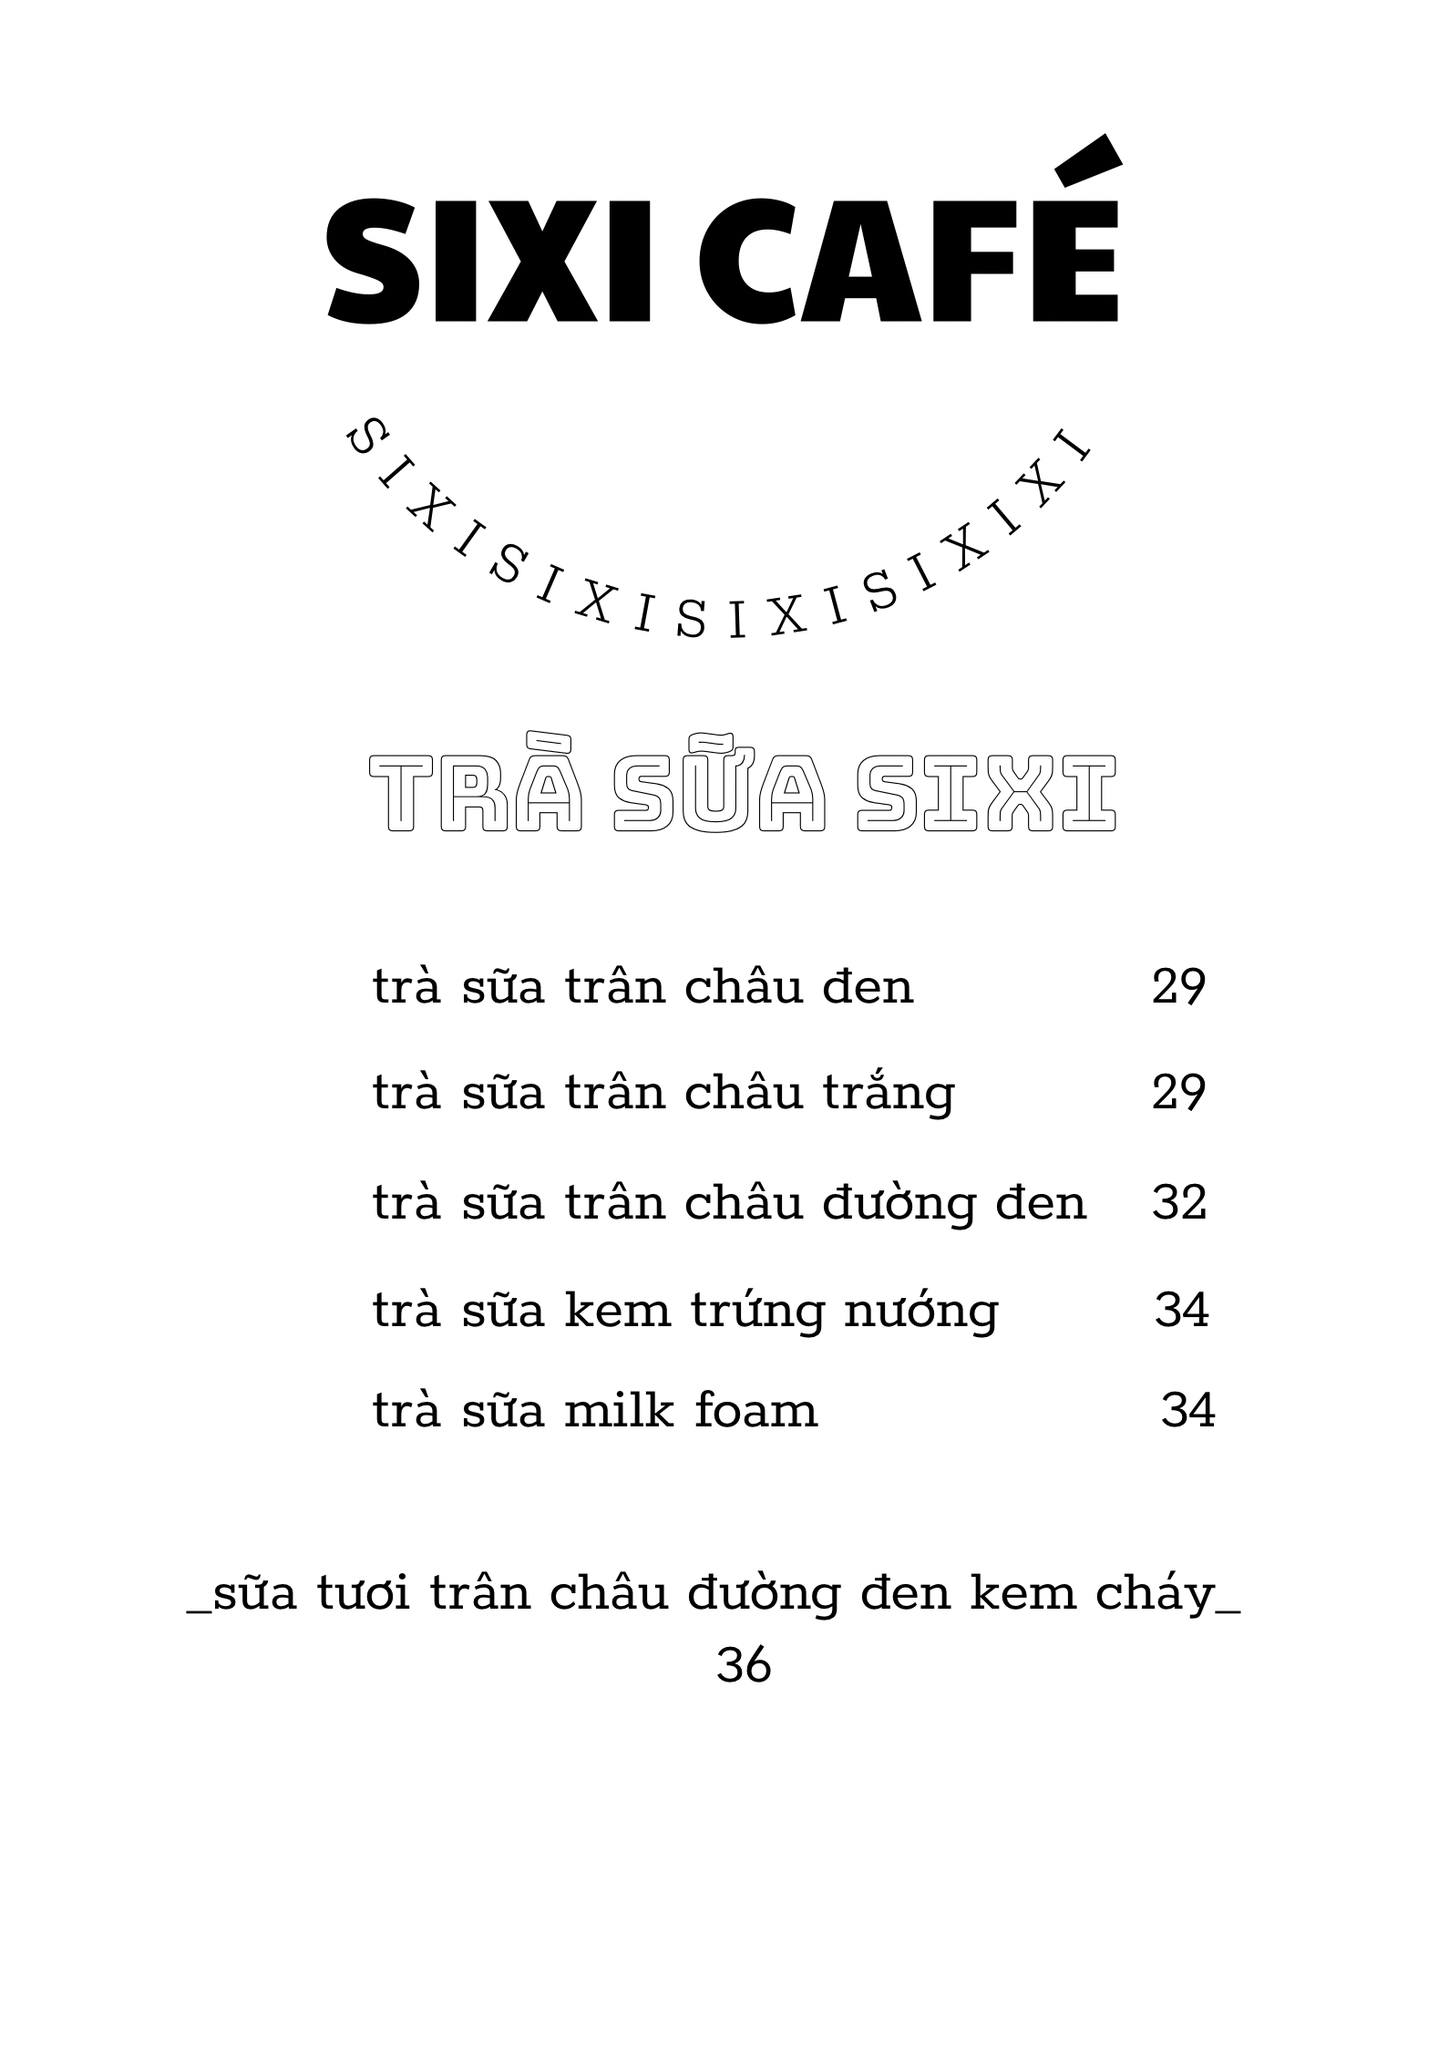 SIXI CAFÉ
SIXISIXISIXISIXIXI
TRÀ SỮA SIXI
trà sữa trân châu đen 29
trà sữa trân châu trắng 29
trà sữa trân châu đường đen 32
trà sữa kem trứng nướng 34
trà sữa milk foam 34
_sữa tươi trân châu đường đen kem cháy_
36